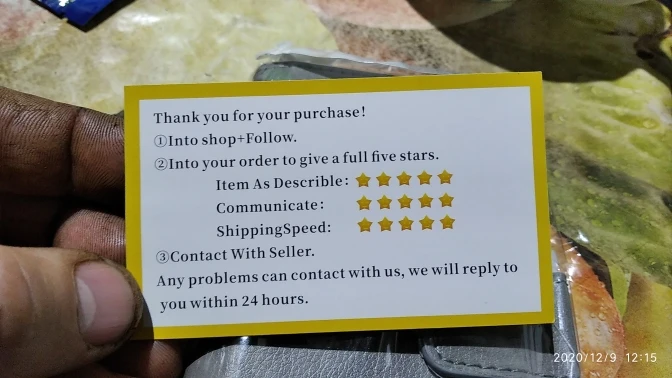 Thank you for your purchase!
①Into shop+Follow.
②Into your order to give a full five stars.
Item As Describle:
Communicate:
ShippingSpeed:
③Contact With Seller.
Any problems can contact with us, we will reply to
you within 24 hours.
2020/12/9 12:15